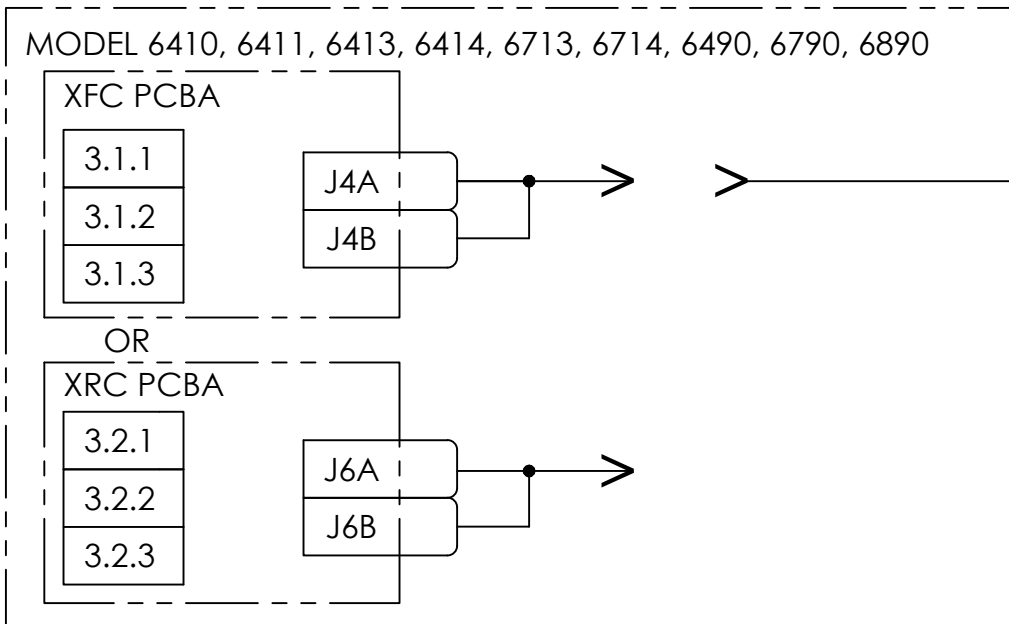 MODEL 6410, 6411, 6413, 6414, 6713, 6714, 6490, 6790, 6890
XFC PCBA
3.1.1
3.1.2
3.1.3
J4A
J4B
OR
XRC PCBA
3.2.1
3.2.2
3.2.3
J6A
J6B